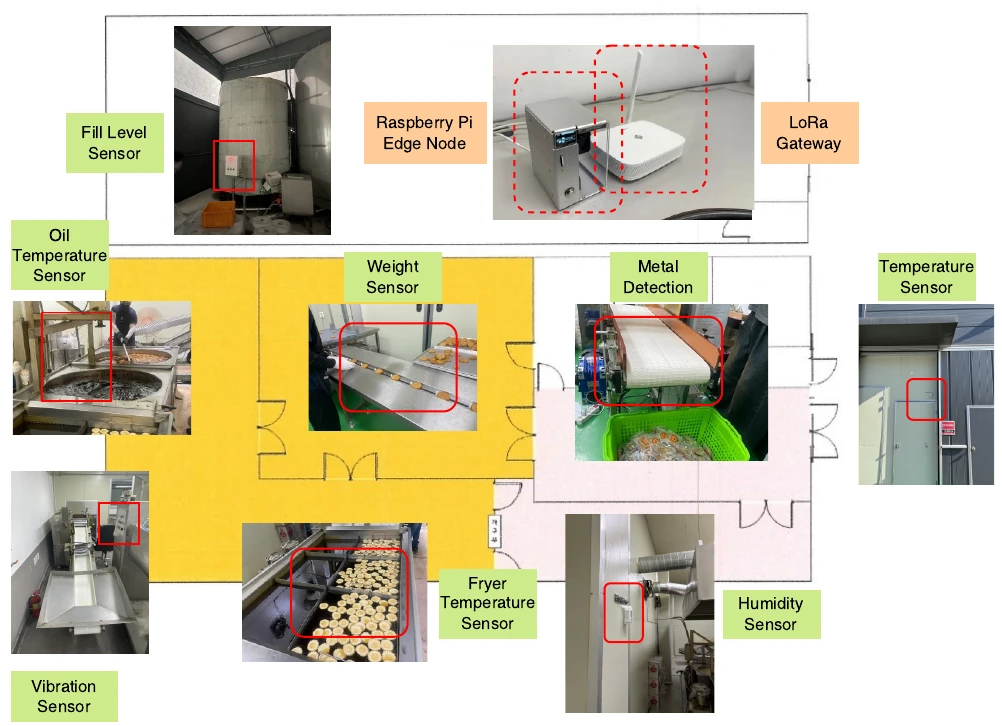 Fill Level
Sensor
Raspberry Pi
Edge Node
LoRa
Gateway
Oil
Temperature
Sensor
Weight
Sensor
Metal
Detection
Temperature
Sensor
Fryer
Temperature
Sensor
Humidity
Sensor
Vibration
Sensor